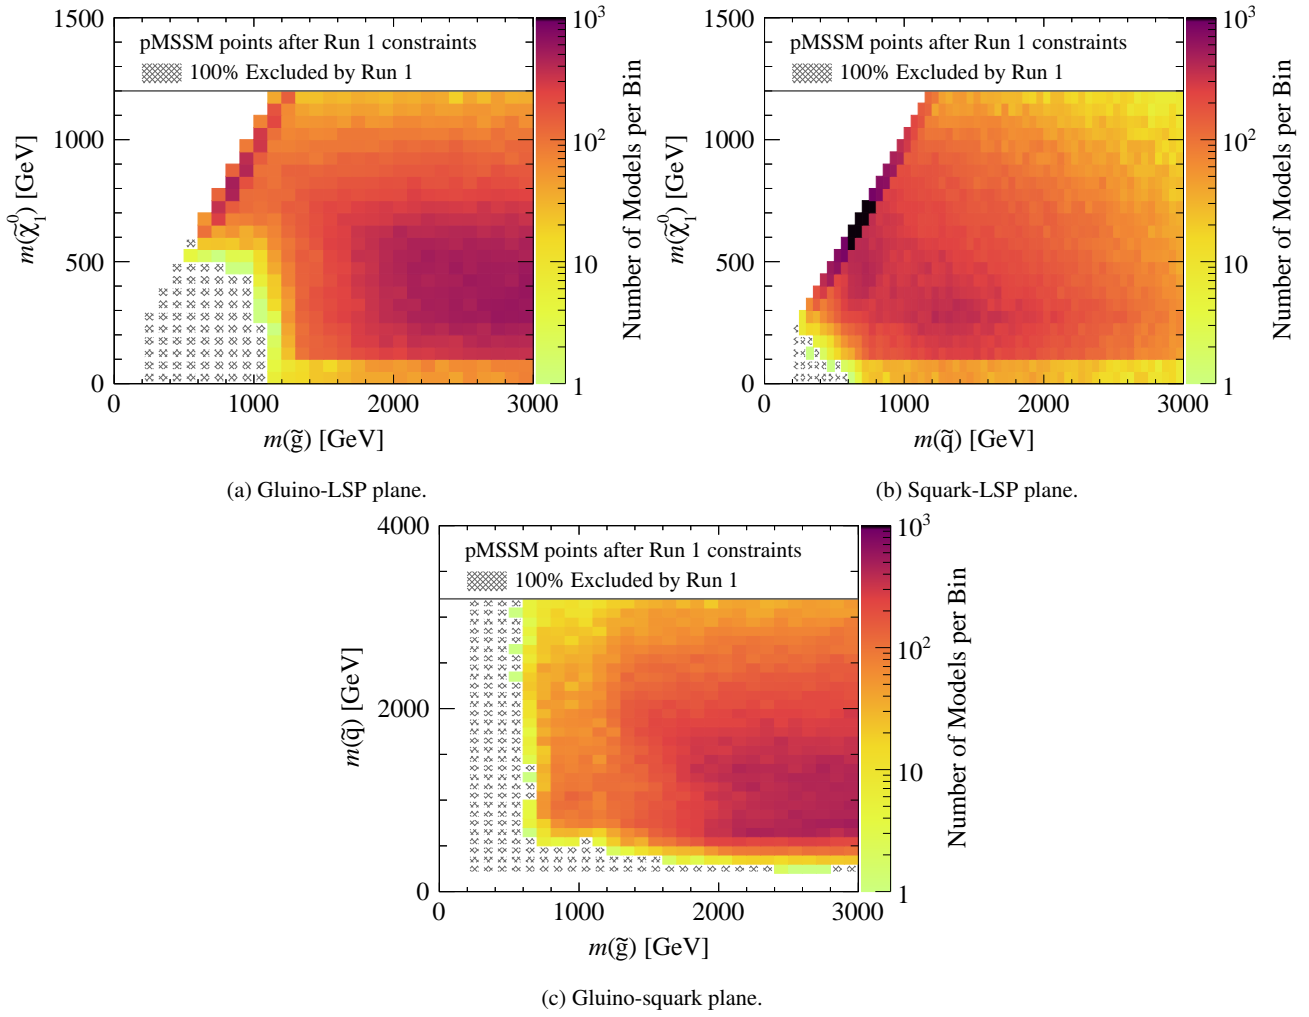 1500
pMSSM points after Run 1 constraints
100% Excluded by Run 1
1000
500
0
m(χ̃₁⁰) [GeV]
0 1000 2000 3000
m(g̃) [GeV]
10³
10²
10
1
Number of Models per Bin
(a) Gluino-LSP plane.
1500
pMSSM points after Run 1 constraints
100% Excluded by Run 1
1000
500
0
m(χ̃₁⁰) [GeV]
0 1000 2000 3000
m(q̃) [GeV]
10³
10²
10
1
Number of Models per Bin
(b) Squark-LSP plane.
4000
pMSSM points after Run 1 constraints
100% Excluded by Run 1
2000
0
m(q̃) [GeV]
0 1000 2000 3000
m(g̃) [GeV]
10³
10²
10
1
Number of Models per Bin
(c) Gluino-squark plane.